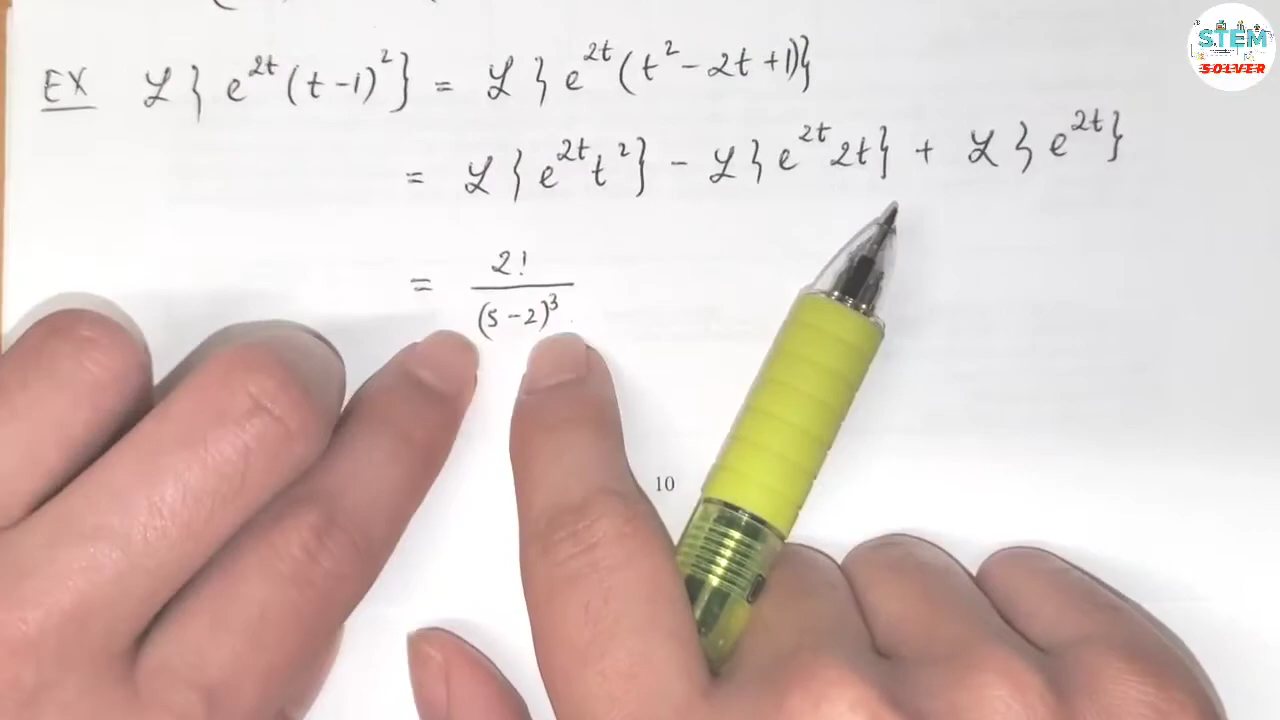 STEM
SOLVER
EX ℒ{e^{2t}(t-1)^2} = ℒ{e^{2t}(t^2-2t+1)}
= ℒ{e^{2t}t^2} - ℒ{e^{2t}2t} + ℒ{e^{2t}}
= \frac{2!}{(s-2)^3}
10